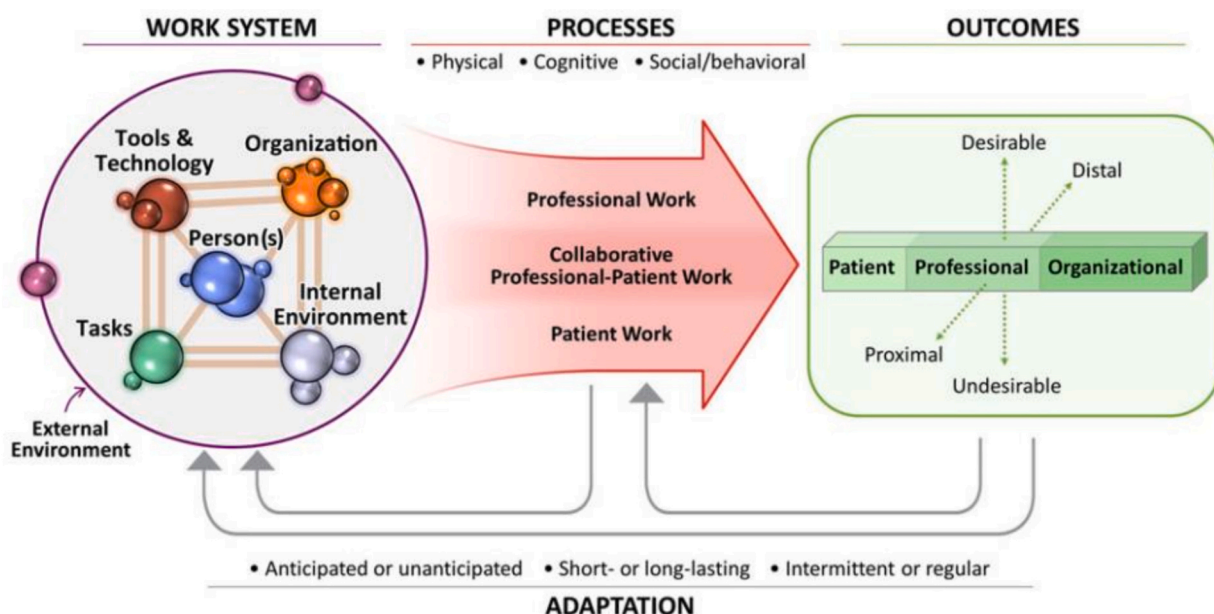 WORK SYSTEM
PROCESSES
• Physical • Cognitive • Social/behavioral
OUTCOMES
Tools &
Technology
Organization
Person(s)
Internal
Environment
Tasks
External
Environment
Professional Work
Collaborative
Professional-Patient Work
Patient Work
Desirable
Distal
Patient
Professional
Organizational
Proximal
Undesirable
• Anticipated or unanticipated • Short- or long-lasting • Intermittent or regular
ADAPTATION